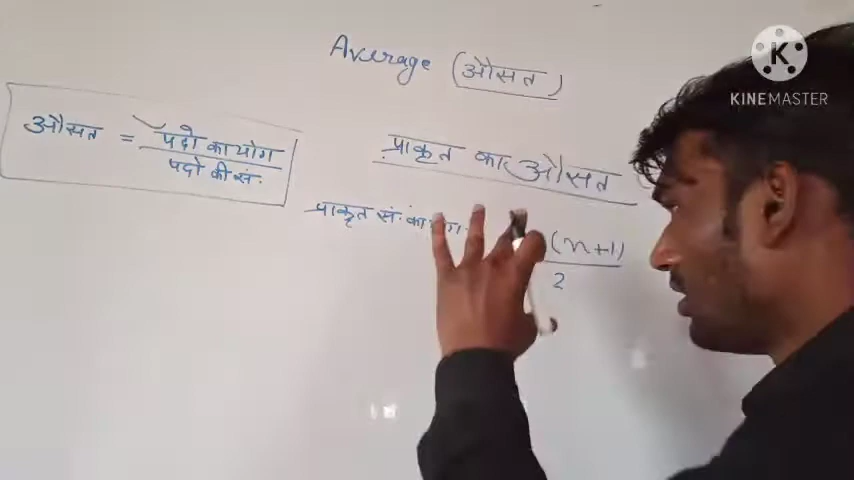 Average (औसत)
औसत = पदो का योग
पदो की सं.
प्राकृत का औसत
प्राकृत सं. का
(n+1)
2
K
KINEMASTER